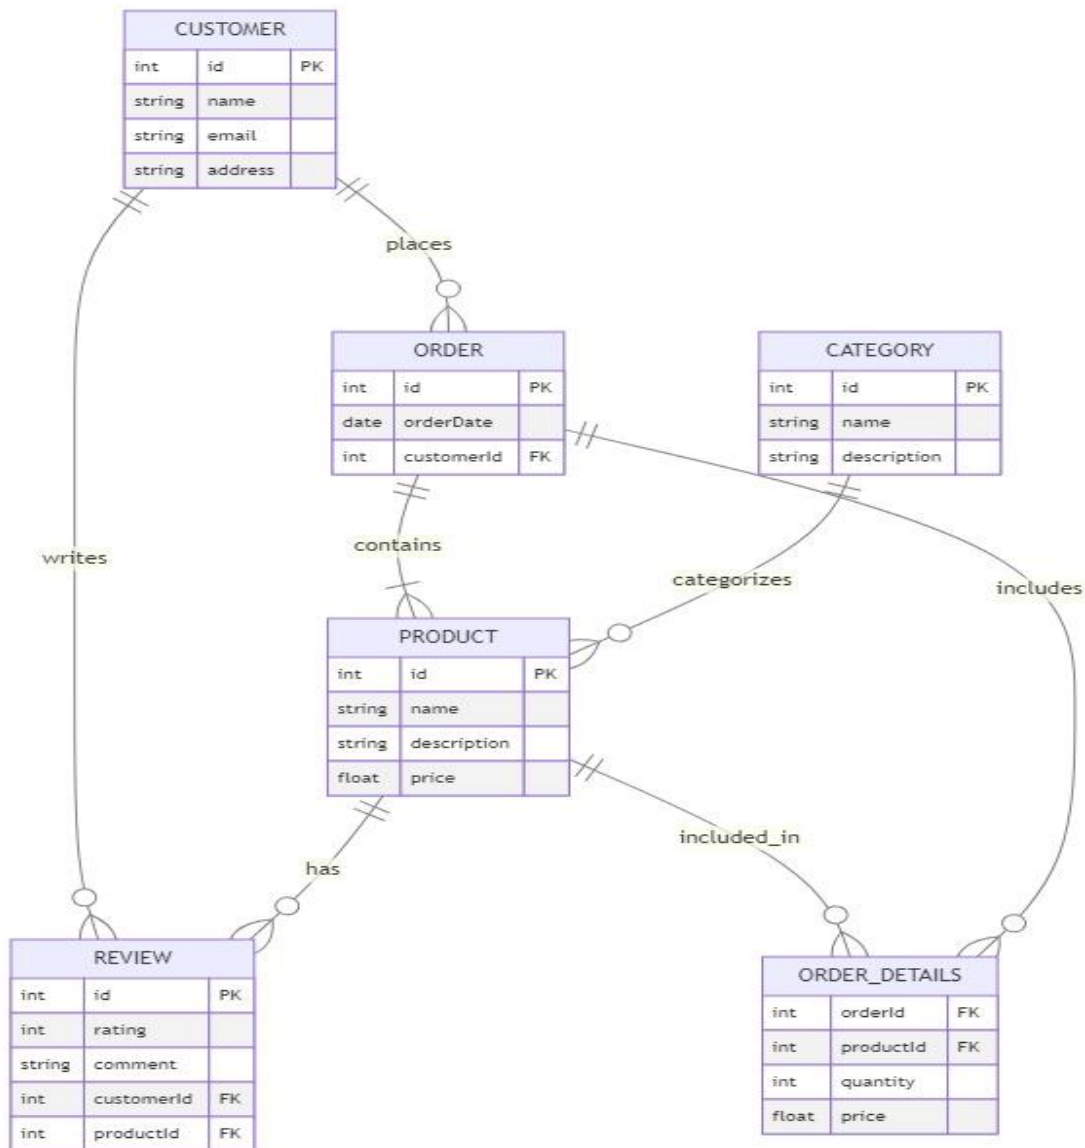 CUSTOMER
int id PK
string name
string email
string address
places
ORDER
int id PK
date orderDate
int customerId FK
CATEGORY
int id PK
string name
string description
writes
contains
categorizes
includes
PRODUCT
int id PK
string name
string description
float price
included_in
has
REVIEW
int id PK
int rating
string comment
int customerId FK
int productId FK
ORDER_DETAILS
int orderId FK
int productId FK
int quantity
float price